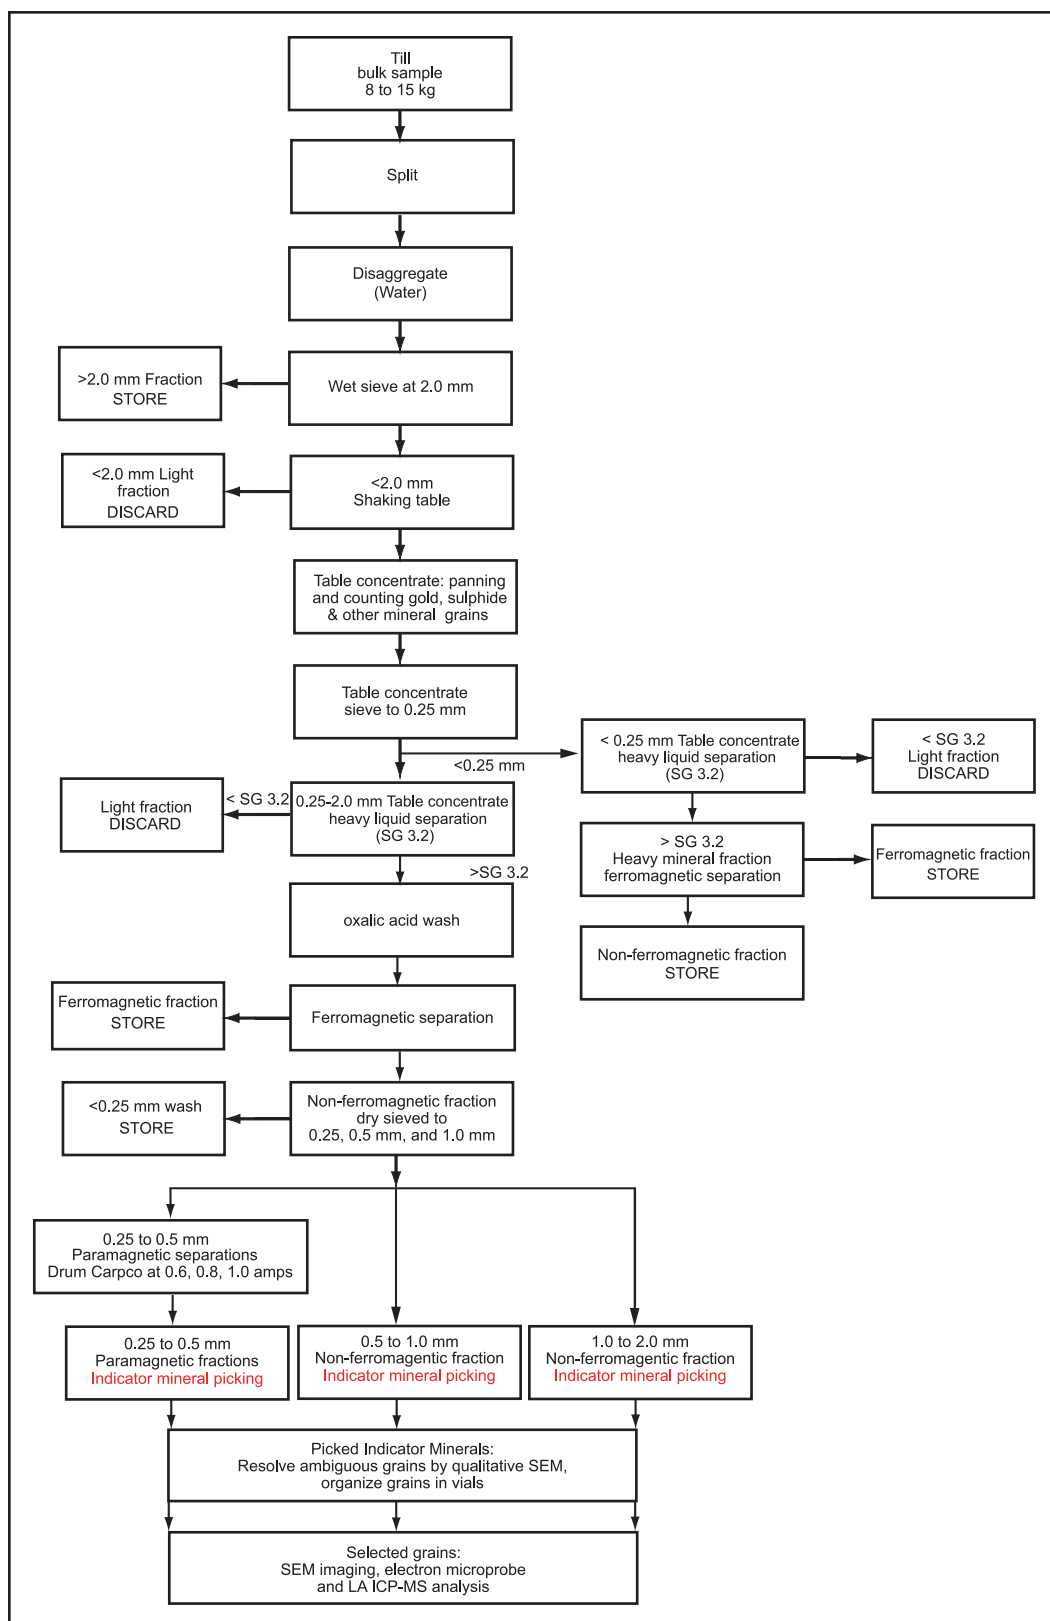 Till
bulk sample
8 to 15 kg
Split
Disaggregate
(Water)
Wet sieve at 2.0 mm
>2.0 mm Fraction
STORE
<2.0 mm
Shaking table
<2.0 mm Light
fraction
DISCARD
Table concentrate: panning
and counting gold, sulphide
& other mineral grains
Table concentrate
sieve to 0.25 mm
<0.25 mm
< 0.25 mm Table concentrate
heavy liquid separation
(SG 3.2)
< SG 3.2
Light fraction
DISCARD
0.25-2.0 mm Table concentrate
heavy liquid separation
(SG 3.2)
< SG 3.2
Light fraction
DISCARD
> SG 3.2
Heavy mineral fraction
ferromagnetic separation
Ferromagnetic fraction
STORE
>SG 3.2
oxalic acid wash
Non-ferromagnetic fraction
STORE
Ferromagnetic separation
Ferromagnetic fraction
STORE
Non-ferromagnetic fraction
dry sieved to
0.25, 0.5 mm, and 1.0 mm
<0.25 mm wash
STORE
0.25 to 0.5 mm
Paramagnetic separations
Drum Carpco at 0.6, 0.8, 1.0 amps
0.25 to 0.5 mm
Paramagnetic fractions
Indicator mineral picking
0.5 to 1.0 mm
Non-ferromagentic fraction
Indicator mineral picking
1.0 to 2.0 mm
Non-ferromagentic fraction
Indicator mineral picking
Picked Indicator Minerals:
Resolve ambiguous grains by qualitative SEM,
organize grains in vials
Selected grains:
SEM imaging, electron microprobe
and LA ICP-MS analysis